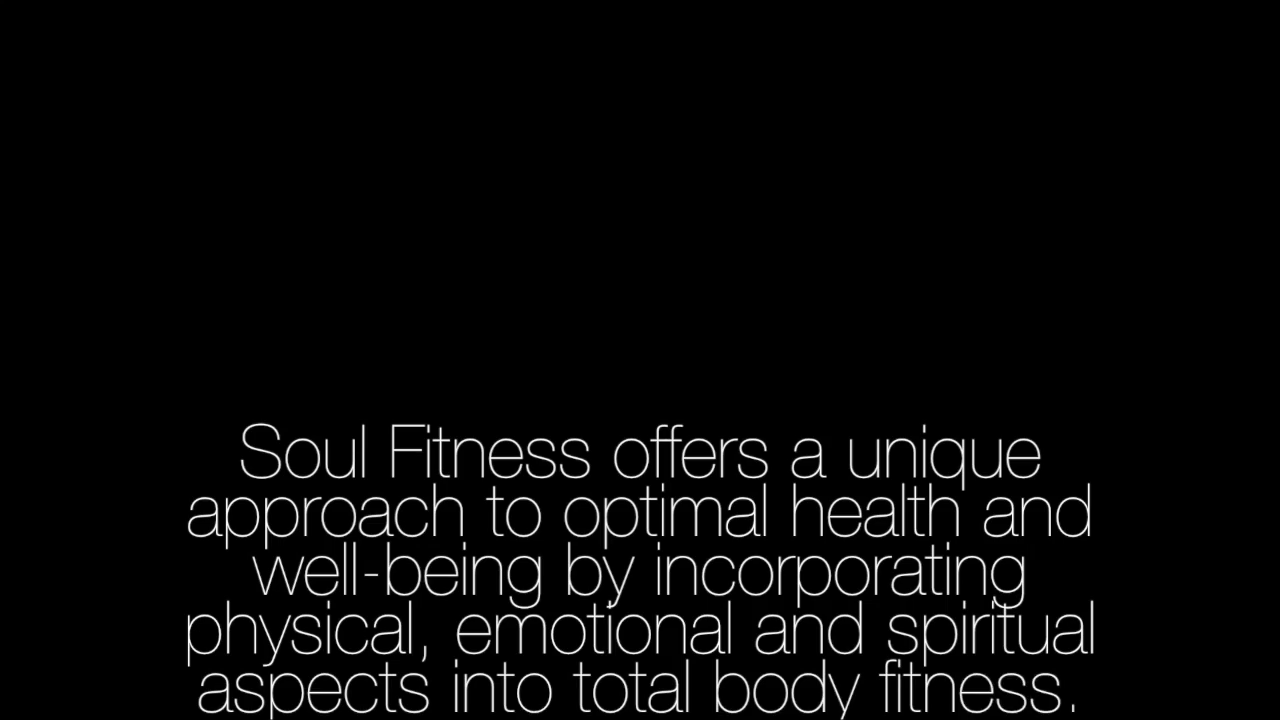 Soul Fitness offers a unique
approach to optimal health and
well-being by incorporating
physical, emotional and spiritual
aspects into total body fitness.